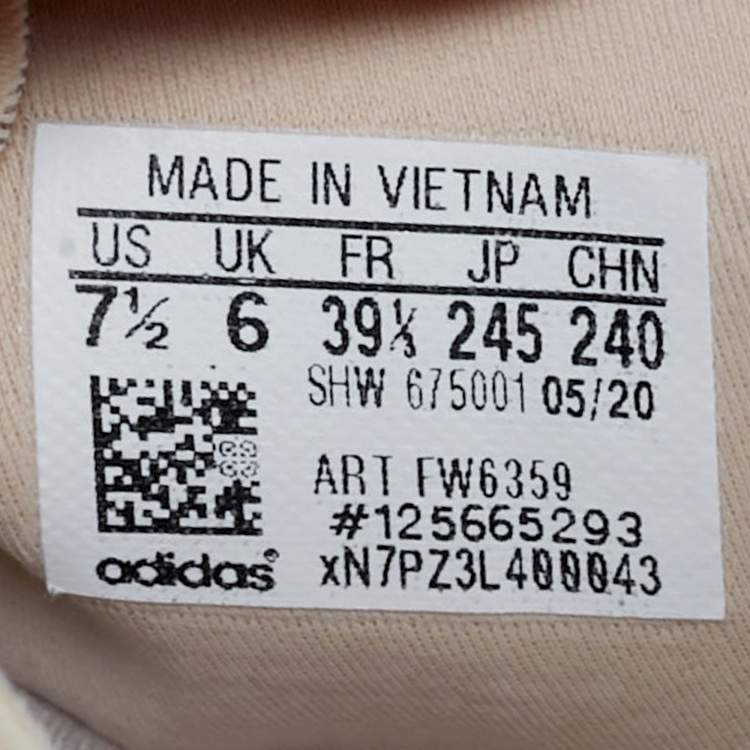 MADE IN VIETNAM
US UK FR JP CHN
7½ 6 39⅓ 245 240
SHW 675001 05/20
ART FW6359
#125665293
adidas® xN7PZ3L400043